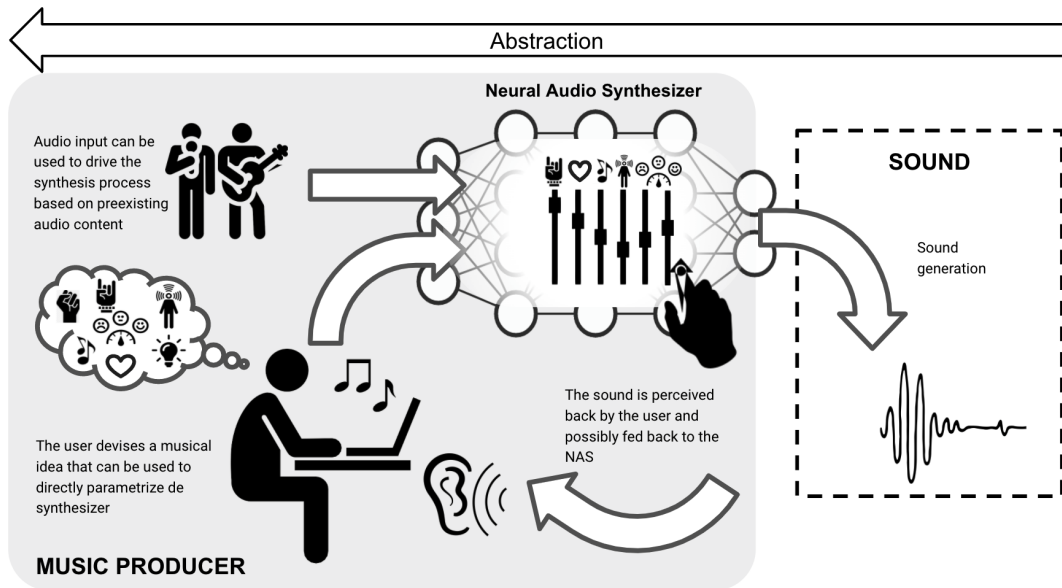 Abstraction
Neural Audio Synthesizer
Audio input can be
used to drive the
synthesis process
based on preexisting
audio content
SOUND
Sound
generation
The user devises a musical
idea that can be used to
directly parametrize de
synthesizer
The sound is perceived
back by the user and
possibly fed back to the
NAS
MUSIC PRODUCER